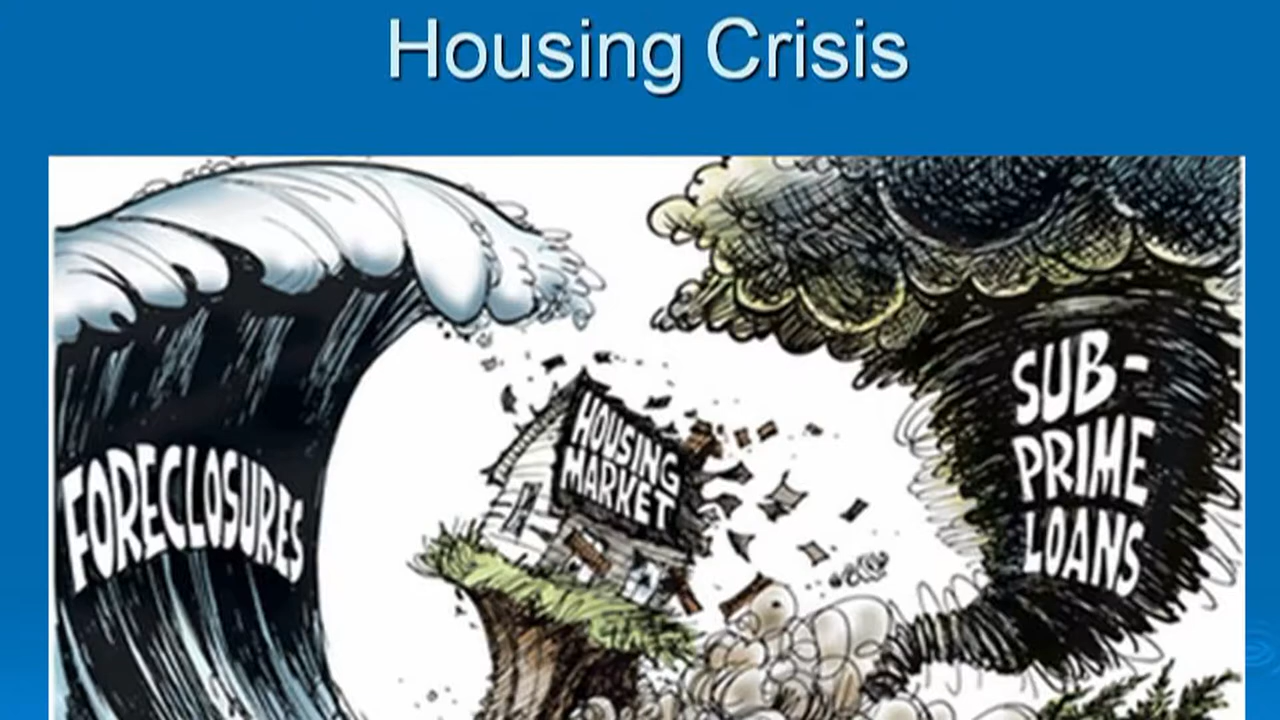 Housing Crisis
FORECLOSURES
HOUSING
MARKET
SUB-
PRIME
LOANS